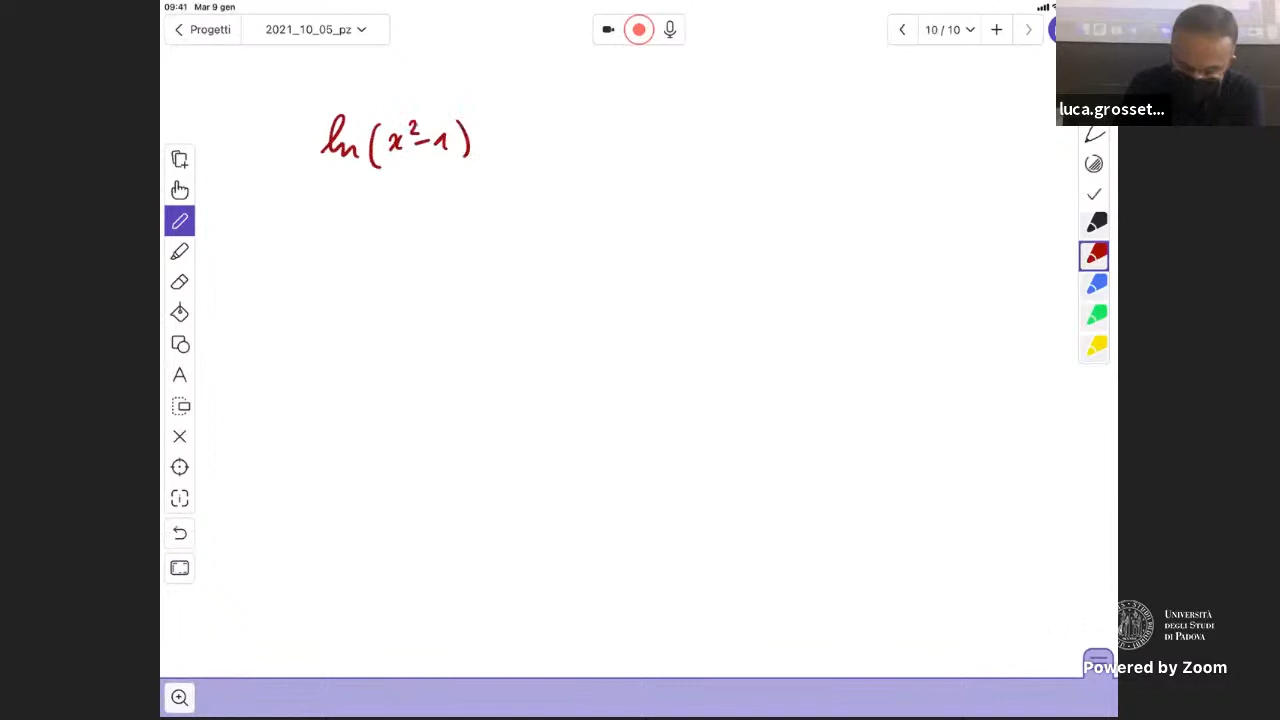 09:41 Mar 9 gen
Progetti
2021_10_05_pz
10 / 10
luca.grosset...
ln(x²-1)
A
UNIVERSITÀ
DEGLI STUDI
DI PADOVA
Powered by Zoom